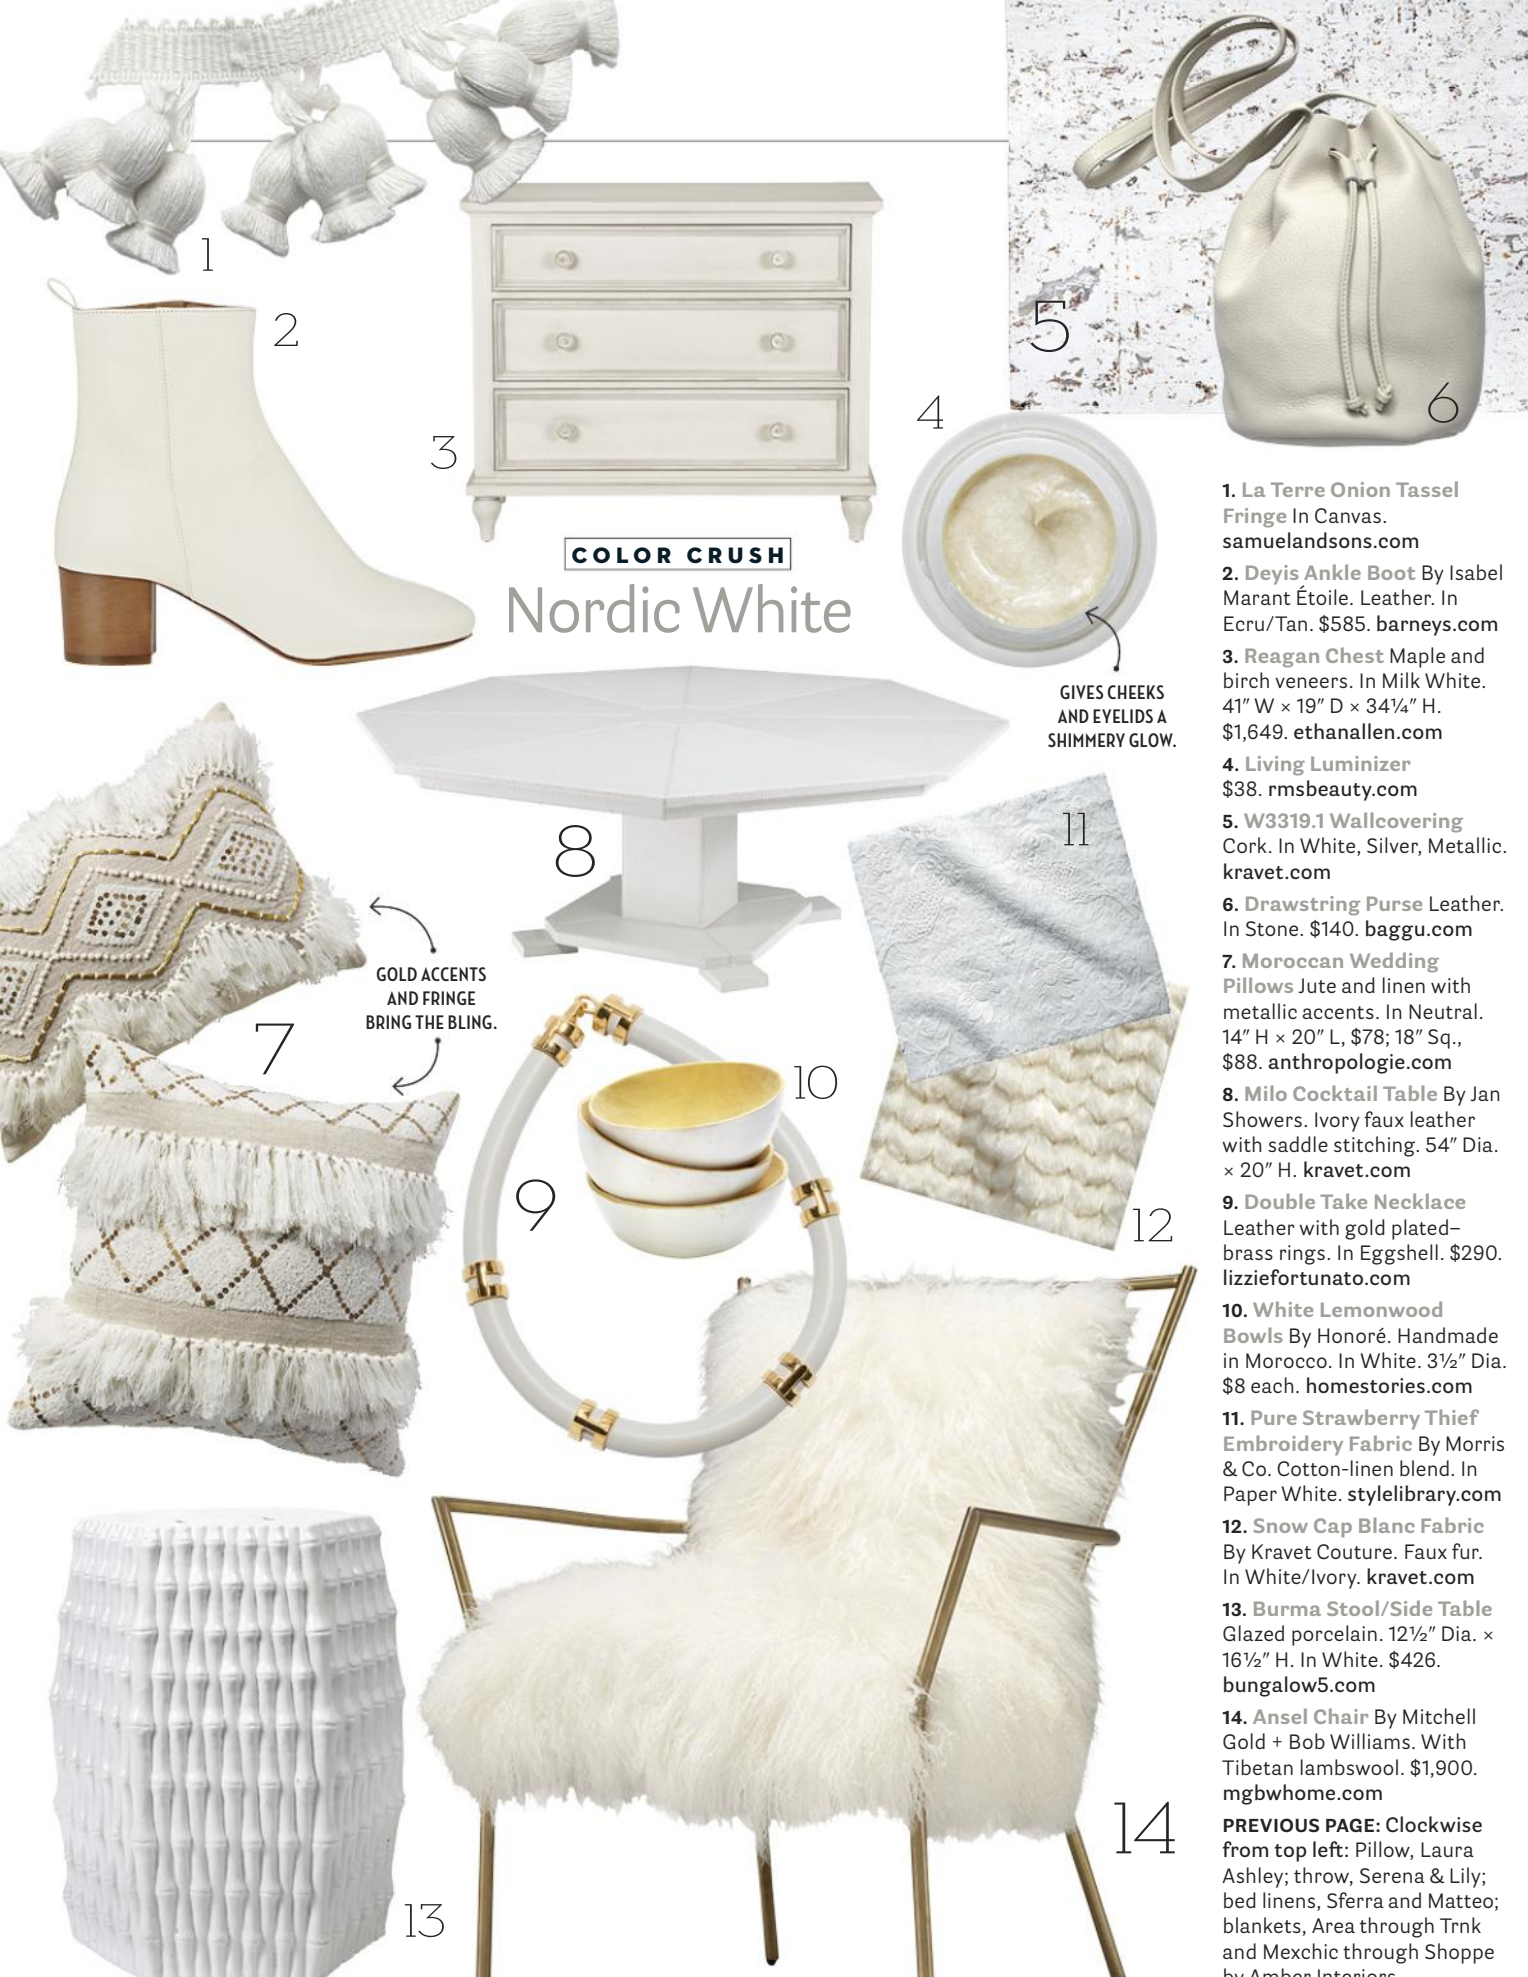 1
2
3
4
5
6
COLOR CRUSH
Nordic White
GIVES CHEEKS
AND EYELIDS A
SHIMMERY GLOW.
8
11
GOLD ACCENTS
AND FRINGE
BRING THE BLING.
7
10
9
12
13
14
1. La Terre Onion Tassel
Fringe In Canvas.
samuelandsons.com
2. Deyis Ankle Boot By Isabel
Marant Étoile. Leather. In
Ecru/Tan. $585. barneys.com
3. Reagan Chest Maple and
birch veneers. In Milk White.
41″ W × 19″ D × 34¼″ H.
$1,649. ethanallen.com
4. Living Luminizer
$38. rmsbeauty.com
5. W3319.1 Wallcovering
Cork. In White, Silver, Metallic.
kravet.com
6. Drawstring Purse Leather.
In Stone. $140. baggu.com
7. Moroccan Wedding
Pillows Jute and linen with
metallic accents. In Neutral.
14″ H × 20″ L, $78; 18″ Sq.,
$88. anthropologie.com
8. Milo Cocktail Table By Jan
Showers. Ivory faux leather
with saddle stitching. 54″ Dia.
× 20″ H. kravet.com
9. Double Take Necklace
Leather with gold plated–
brass rings. In Eggshell. $290.
lizziefortunato.com
10. White Lemonwood
Bowls By Honoré. Handmade
in Morocco. In White. 3½″ Dia.
$8 each. homestories.com
11. Pure Strawberry Thief
Embroidery Fabric By Morris
& Co. Cotton-linen blend. In
Paper White. stylelibrary.com
12. Snow Cap Blanc Fabric
By Kravet Couture. Faux fur.
In White/Ivory. kravet.com
13. Burma Stool/Side Table
Glazed porcelain. 12½″ Dia. ×
16½″ H. In White. $426.
bungalow5.com
14. Ansel Chair By Mitchell
Gold + Bob Williams. With
Tibetan lambswool. $1,900.
mgbwhome.com
PREVIOUS PAGE: Clockwise
from top left: Pillow, Laura
Ashley; throw, Serena & Lily;
bed linens, Sferra and Matteo;
blankets, Area through Trnk
and Mexchic through Shoppe
by Amber Interiors.